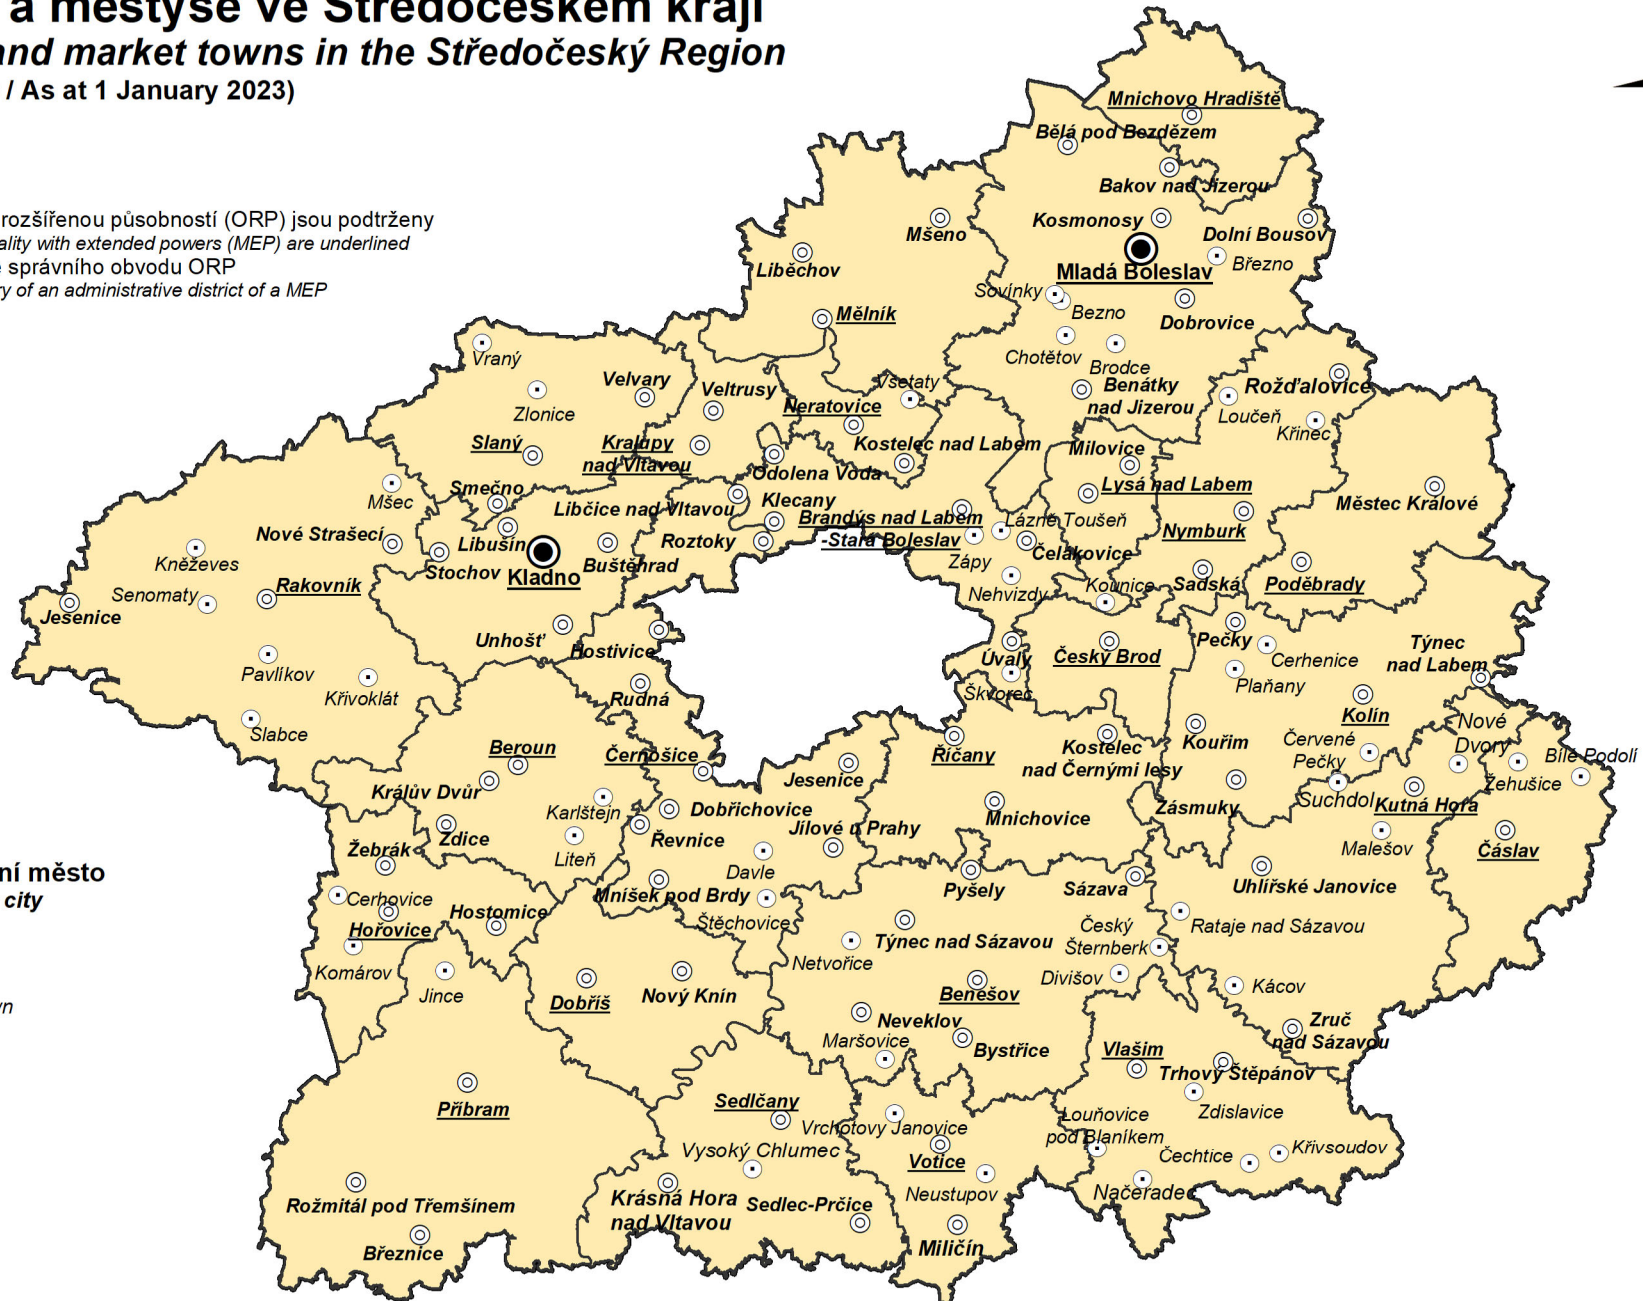 a městyse ve Středočeském kraji
and market towns in the Středočeský Region
/ As at 1 January 2023)
rozšířenou působností (ORP) jsou podtrženy
ality with extended powers (MEP) are underlined
správního obvodu ORP
ry of an administrative district of a MEP
ní město
city
wn
Mnichovo Hradiště
Bělá pod Bezdězem
Bakov nad Jizerou
Kosmonosy
Dolní Bousov
Mšeno
Březno
Liběchov
Mladá Boleslav
Sovínky
Bezno
Mělník
Dobrovice
Vraný
Chotětov
Brodce
Velvary
Veltrusy
Všetaty
Benátky
nad Jizerou
Rožďalovice
Zlonice
Neratovice
Loučeň
Křinec
Slaný
Kralupy
nad Vltavou
Kostelec nad Labem
Milovice
Odolena Voda
Lysá nad Labem
Mšec
Smečno
Klecany
Městec Králové
Libčice nad Vltavou
Brandýs nad Labem
-Stará Boleslav
Lázně Toušeň
Nymburk
Nové Strašecí
Libušín
Roztoky
Čelákovice
Kněževes
Stochov
Kladno
Buštěhrad
Zápy
Rakovník
Senomaty
Nehvizdy
Kounice
Sadská
Poděbrady
Jesenice
Unhošť
Hostivice
Úvaly
Český Brod
Pečky
Týnec
nad Labem
Cerhenice
Pavlíkov
Křivoklát
Rudná
Škvorec
Plaňany
Kolín
Slabce
Nové
Dvory
Beroun
Černošice
Říčany
Kostelec
nad Černými lesy
Kouřim
Červené
Pečky
Bílé Podolí
Králův Dvůr
Jesenice
Žehušice
Karlštejn
Dobřichovice
Mnichovice
Zásmuky
Suchdol
Kutná Hora
Zdice
Řevnice
Jílové u Prahy
Žebrák
Liteň
Malešov
Čáslav
Davle
Cerhovice
Mníšek pod Brdy
Pyšely
Sázava
Uhlířské Janovice
Hostomice
Štěchovice
Hořovice
Týnec nad Sázavou
Český
Šternberk
Rataje nad Sázavou
Komárov
Netvořice
Jince
Divišov
Dobříš
Nový Knín
Benešov
Kácov
Neveklov
Zruč
nad Sázavou
Maršovice
Bystřice
Vlašim
Trhový Štěpánov
Příbram
Sedlčany
Zdislavice
Vrchotovy Janovice
Louňovice
pod Blaníkem
Vysoký Chlumec
Votice
Čechtice
Křivsoudov
Neustupov
Načeradec
Rožmitál pod Třemšínem
Krásná Hora
nad Vltavou
Sedlec-Prčice
Březnice
Miličín